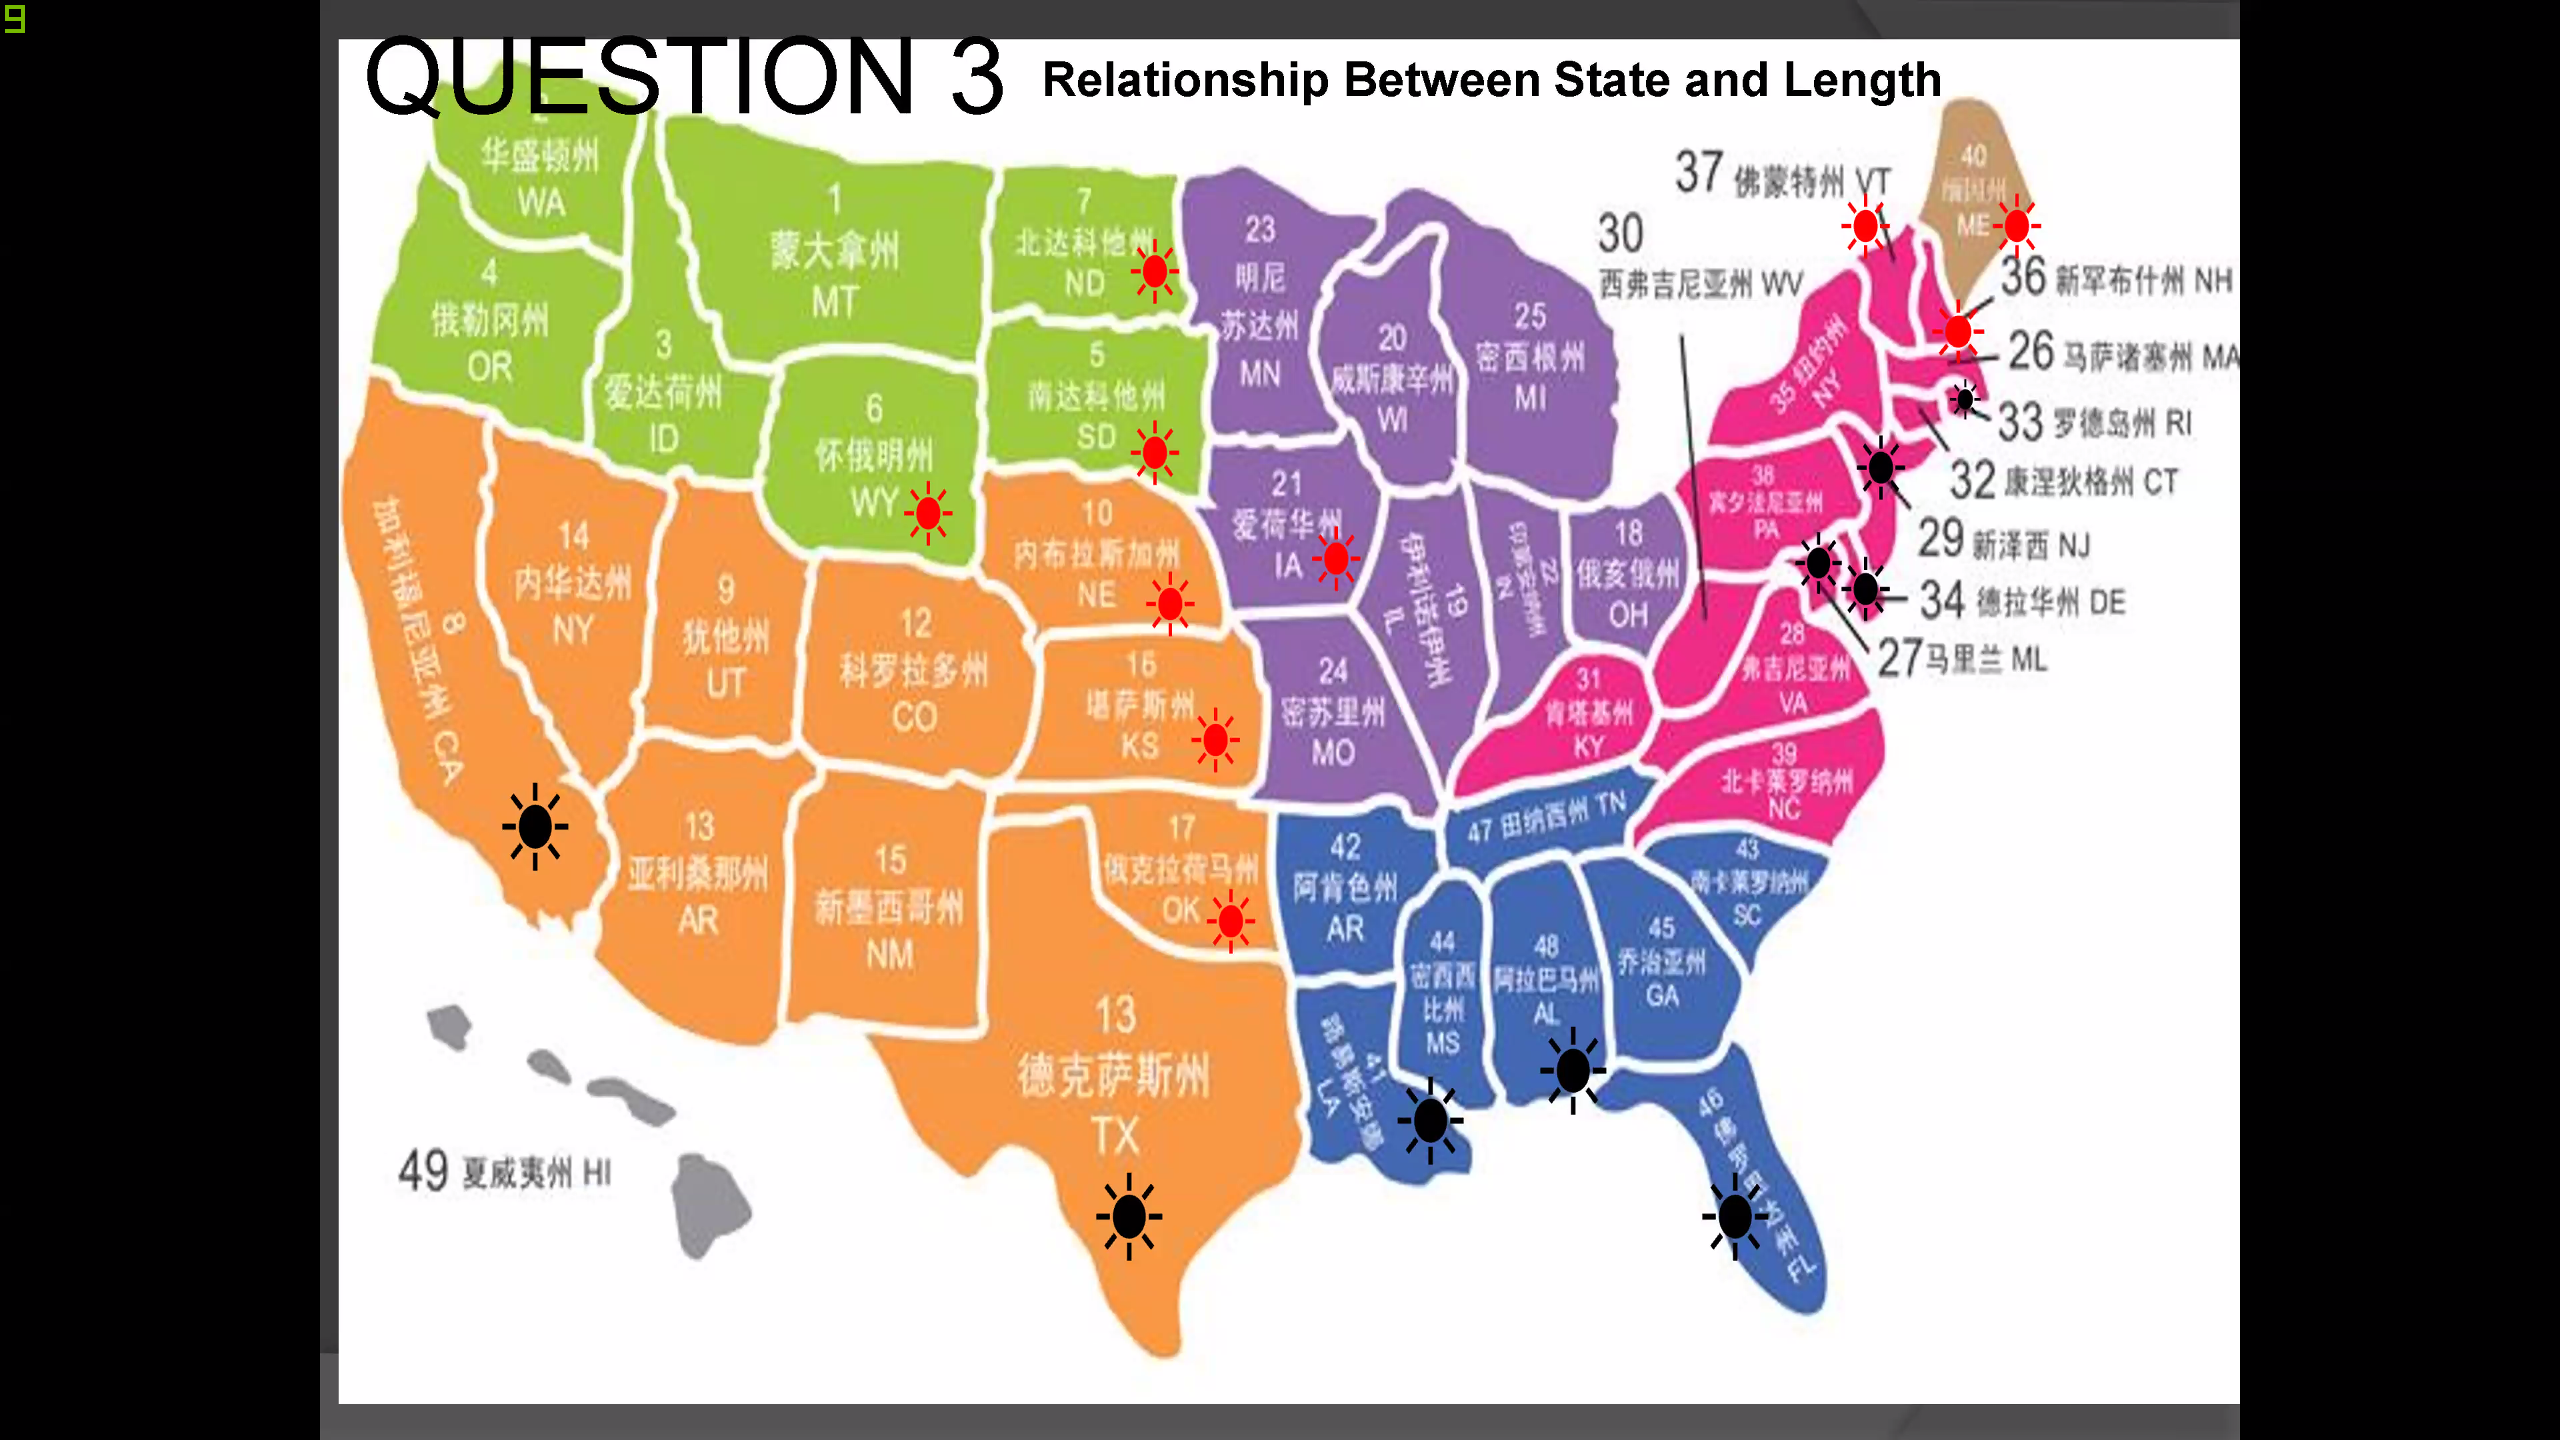 9
QUESTION 3
Relationship Between State and Length
2
华盛顿州
WA
1
蒙大拿州
MT
7
北达科他州
ND
23
明尼
苏达州
MN
4
俄勒冈州
OR
3
爱达荷州
ID
6
怀俄明州
WY
5
南达科他州
SD
20
威斯康辛州
WI
25
密西根州
MI
37 佛蒙特州 VT
30
西弗吉尼亚州 WV
40
缅因州
ME
36 新罕布什州 NH
26 马萨诸塞州 MA
33 罗德岛州 RI
32 康涅狄格州 CT
29 新泽西 NJ
34 德拉华州 DE
27 马里兰 ML
35 纽约州
NY
38
宾夕法尼亚州
PA
8
加利福尼亚州 CA
14
内华达州
NY
9
犹他州
UT
12
科罗拉多州
CO
10
内布拉斯加州
NE
21
爱荷华州
IA
19
伊利诺伊州
IL
22
18
俄亥俄州
OH
28
弗吉尼亚州
VA
16
堪萨斯州
KS
24
密苏里州
MO
31
肯塔基州
KY
39
北卡莱罗纳州
NC
13
亚利桑那州
AR
15
新墨西哥州
NM
17
俄克拉荷马州
OK
42
阿肯色州
AR
47 田纳西州 TN
43
南卡莱罗纳州
SC
44
密西西
比州
MS
48
阿拉巴马州
AL
45
乔治亚州
GA
13
德克萨斯州
TX
41
路易斯安娜
LA
46
FL
49 夏威夷州 HI